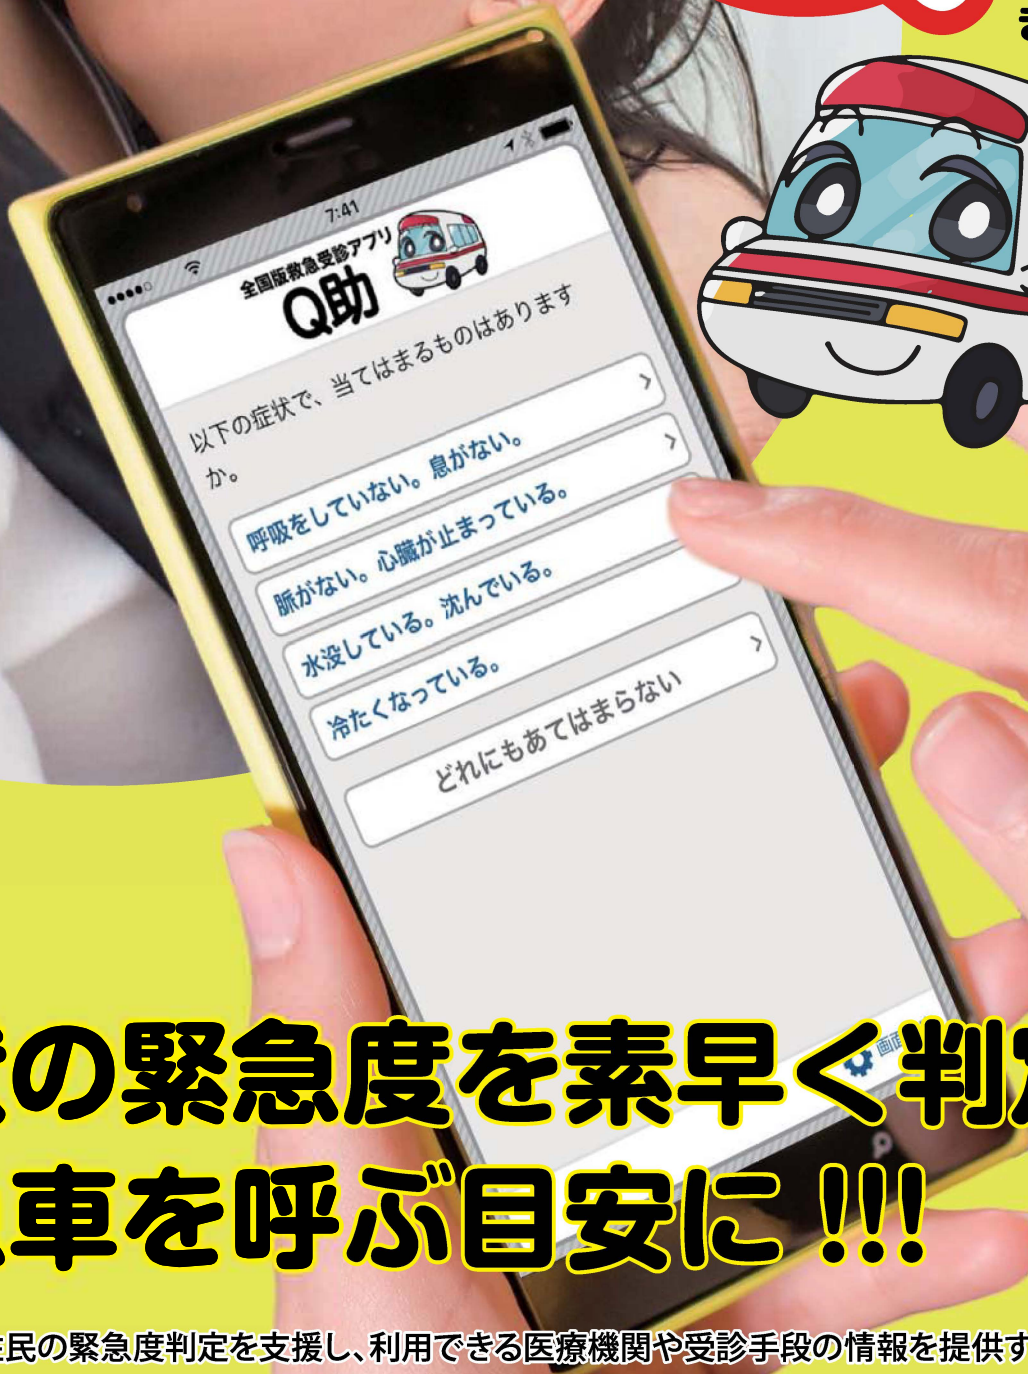 7:41
全国版救急受診アプリ
Q助
以下の症状で、当てはまるものはあります
か。
呼吸をしていない。息がない。
脈がない。心臓が止まっている。
水没している。沈んでいる。
冷たくなっている。
どれにもあてはまらない
画面
の緊急度を素早く判定
車を呼ぶ目安に!!!
住民の緊急度判定を支援し、利用できる医療機関や受診手段の情報を提供す